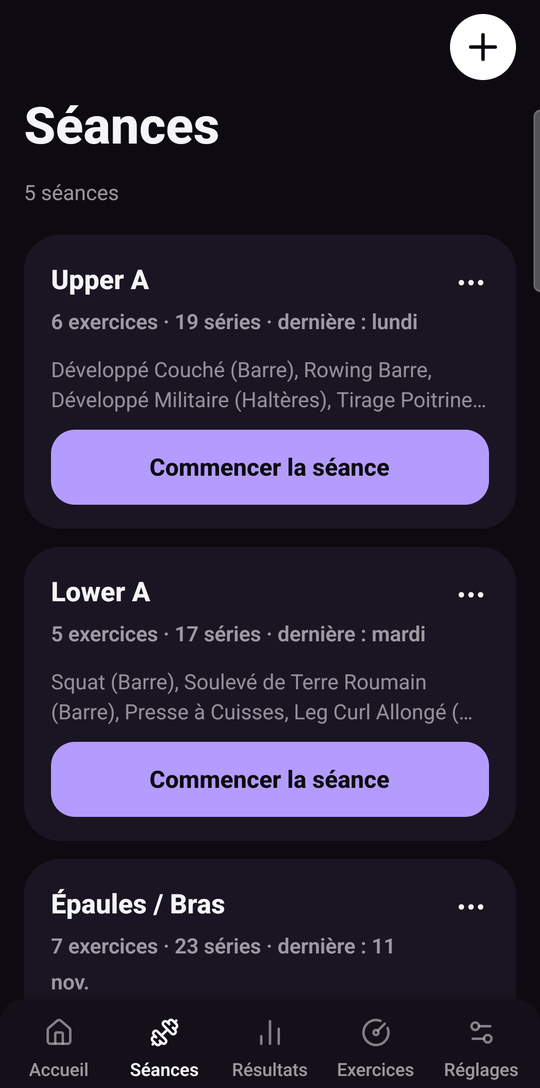 Séances
5 séances
Upper A
6 exercices · 19 séries · dernière : lundi
Développé Couché (Barre), Rowing Barre,
Développé Militaire (Haltères), Tirage Poitrine…
Commencer la séance
Lower A
5 exercices · 17 séries · dernière : mardi
Squat (Barre), Soulevé de Terre Roumain
(Barre), Presse à Cuisses, Leg Curl Allongé (…
Commencer la séance
Épaules / Bras
7 exercices · 23 séries · dernière : 11
nov.
Accueil
Séances
Résultats
Exercices
Réglages